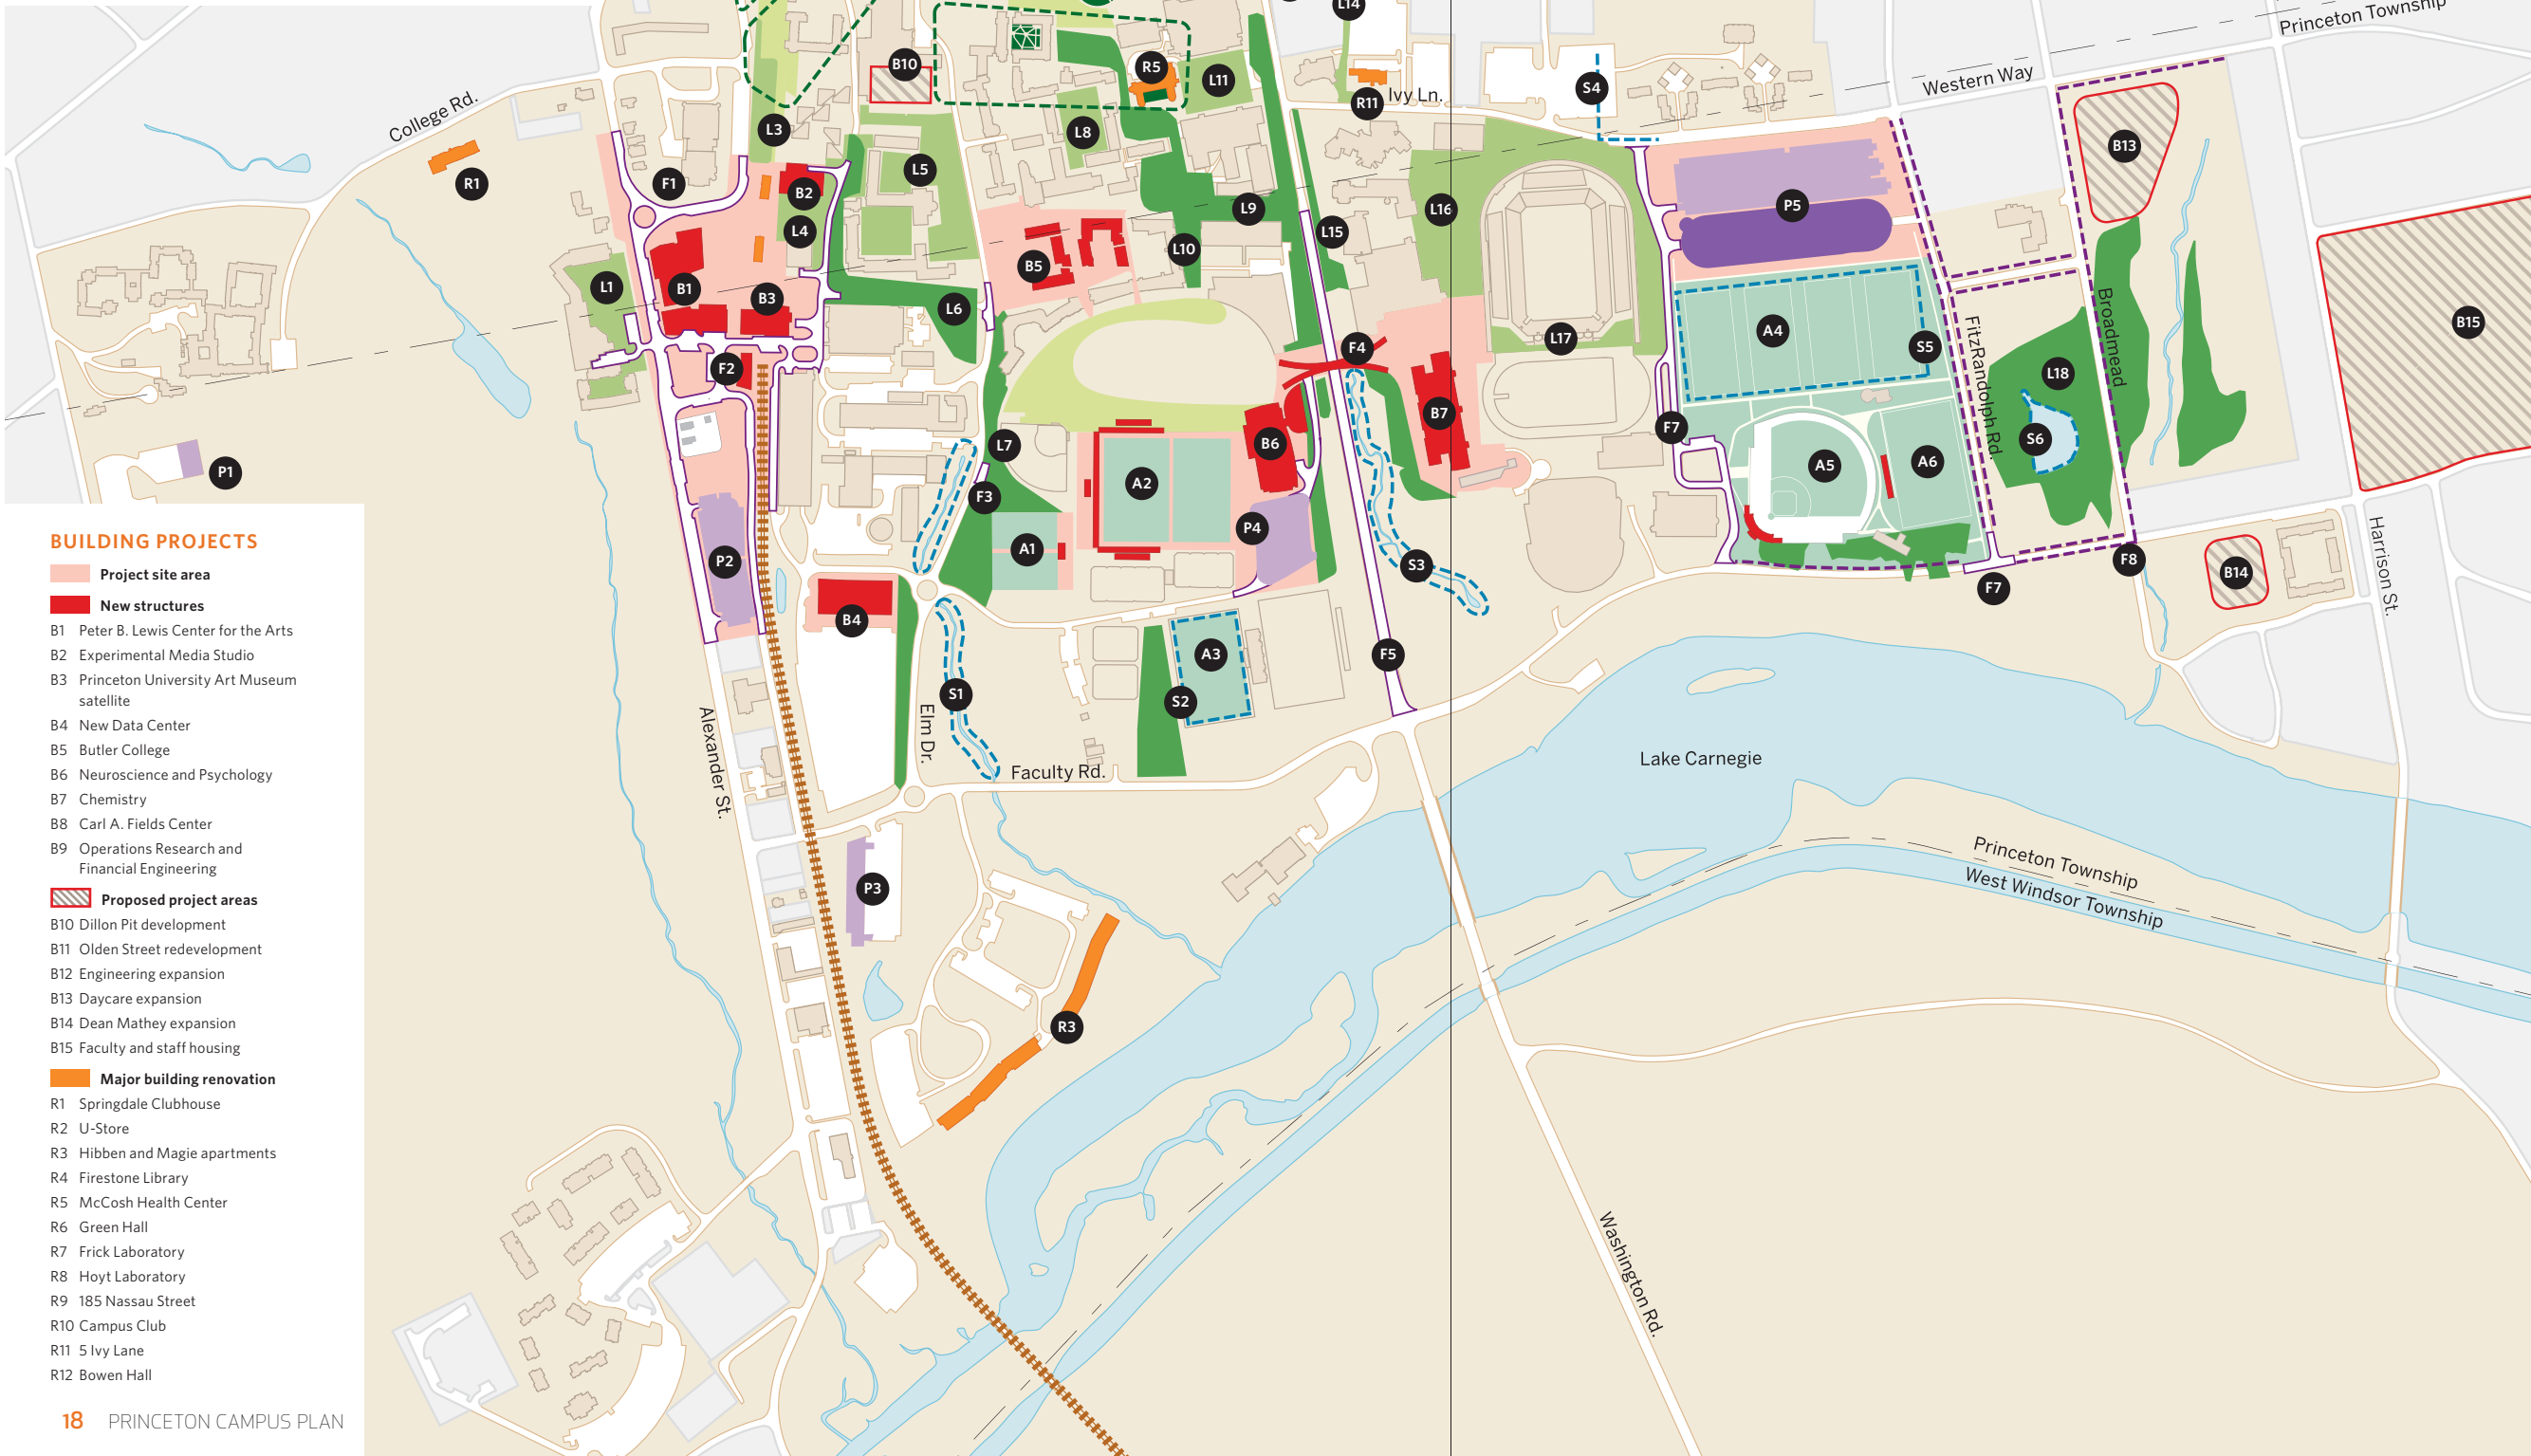 L14
Princeton Township
B10
R5
L11
S4
Western Way
R11
Ivy Ln.
College Rd.
L3
L8
B13
R1
F1
B2
L5
L4
L9
L16
P5
L10
L15
B5
L1
B1
B3
L6
B15
A4
S5
L17
F4
FitzRandolph Rd.
Broadmead
L18
F2
B7
F7
L7
B6
S6
P1
A2
A5
A6
F3
P4
A1
P2
S3
F8
B14
F7
Harrison St.
B4
A3
F5
S1
S2
Alexander St.
Elm Dr.
Faculty Rd.
Lake Carnegie
P3
Princeton Township
West Windsor Township
R3
Washington Rd.
BUILDING PROJECTS
Project site area
New structures
B1 Peter B. Lewis Center for the Arts
B2 Experimental Media Studio
B3 Princeton University Art Museum
satellite
B4 New Data Center
B5 Butler College
B6 Neuroscience and Psychology
B7 Chemistry
B8 Carl A. Fields Center
B9 Operations Research and
Financial Engineering
Proposed project areas
B10 Dillon Pit development
B11 Olden Street redevelopment
B12 Engineering expansion
B13 Daycare expansion
B14 Dean Mathey expansion
B15 Faculty and staff housing
Major building renovation
R1 Springdale Clubhouse
R2 U-Store
R3 Hibben and Magie apartments
R4 Firestone Library
R5 McCosh Health Center
R6 Green Hall
R7 Frick Laboratory
R8 Hoyt Laboratory
R9 185 Nassau Street
R10 Campus Club
R11 5 Ivy Lane
R12 Bowen Hall
18 PRINCETON CAMPUS PLAN